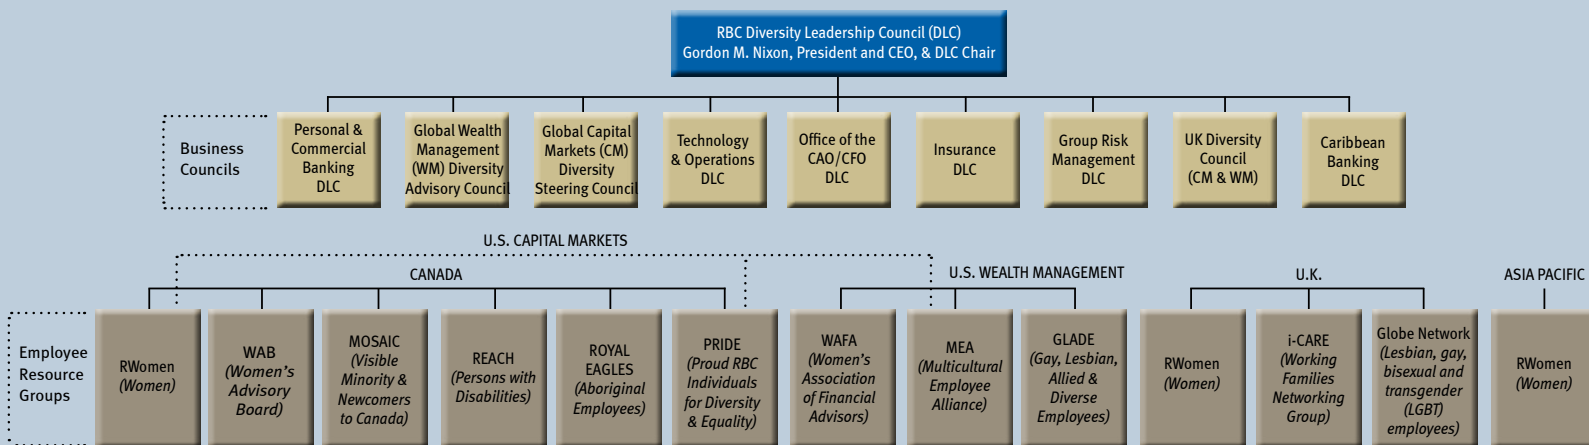 RBC Diversity Leadership Council (DLC)
Gordon M. Nixon, President and CEO, & DLC Chair
Business
Councils
Personal &
Commercial
Banking
DLC
Global Wealth
Management
(WM) Diversity
Advisory Council
Global Capital
Markets (CM)
Diversity
Steering Council
Technology
& Operations
DLC
Office of the
CAO/CFO
DLC
Insurance
DLC
Group Risk
Management
DLC
UK Diversity
Council
(CM & WM)
Caribbean
Banking
DLC
U.S. CAPITAL MARKETS
CANADA
U.S. WEALTH MANAGEMENT
U.K.
ASIA PACIFIC
Employee
Resource
Groups
RWomen
(Women)
WAB
(Women's
Advisory
Board)
MOSAIC
(Visible
Minority &
Newcomers
to Canada)
REACH
(Persons with
Disabilities)
ROYAL
EAGLES
(Aboriginal
Employees)
PRIDE
(Proud RBC
Individuals
for Diversity
& Equality)
WAFA
(Women's
Association
of Financial
Advisors)
MEA
(Multicultural
Employee
Alliance)
GLADE
(Gay, Lesbian,
Allied &
Diverse
Employees)
RWomen
(Women)
i-CARE
(Working
Families
Networking
Group)
Globe Network
(Lesbian, gay,
bisexual and
transgender
(LGBT)
employees)
RWomen
(Women)